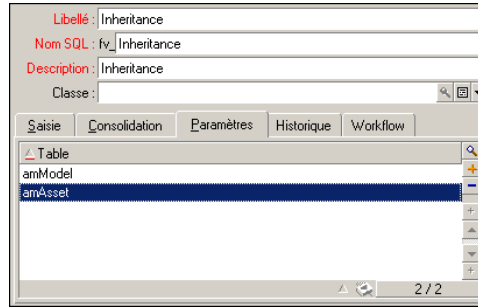 Libellé : Inheritance
Nom SQL : fv_ Inheritance
Description : Inheritance
Classe :
Saisie Consolidation Paramètres Historique Workflow
Table
amModel
amAsset
2 / 2